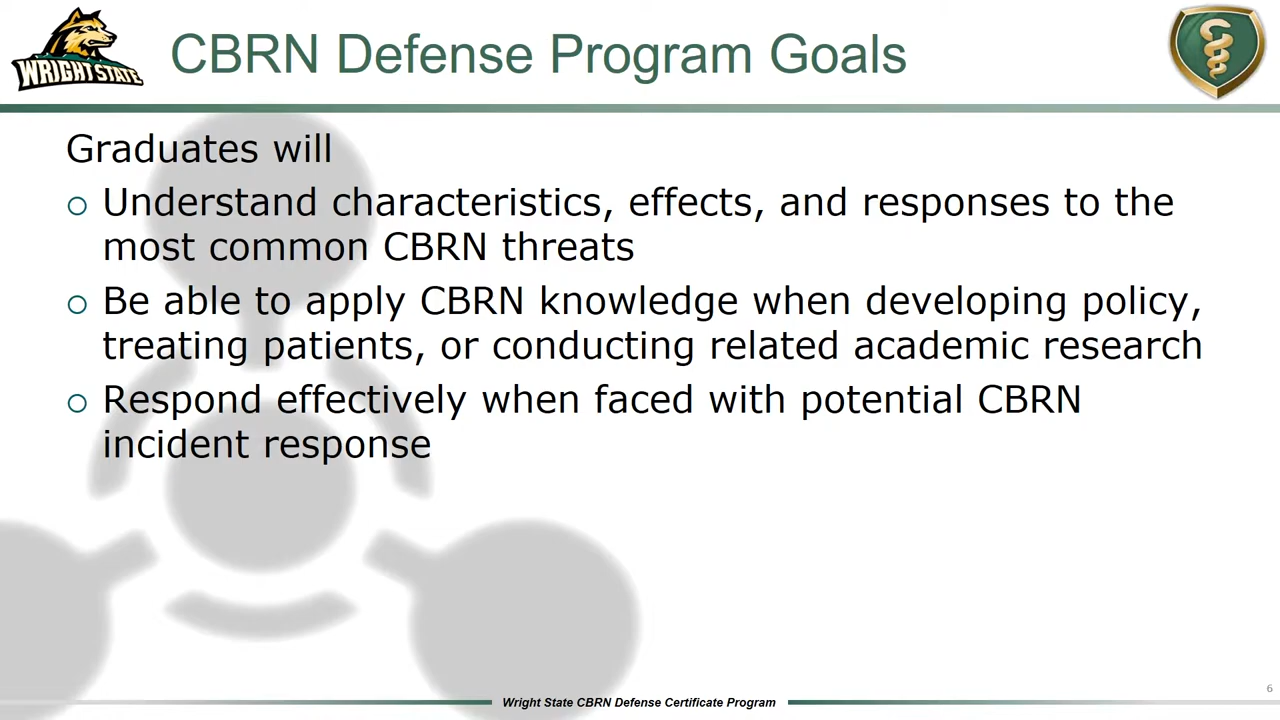 WRIGHT STATE
CBRN Defense Program Goals
Graduates will
Understand characteristics, effects, and responses to the
most common CBRN threats
Be able to apply CBRN knowledge when developing policy,
treating patients, or conducting related academic research
Respond effectively when faced with potential CBRN
incident response
Wright State CBRN Defense Certificate Program
6